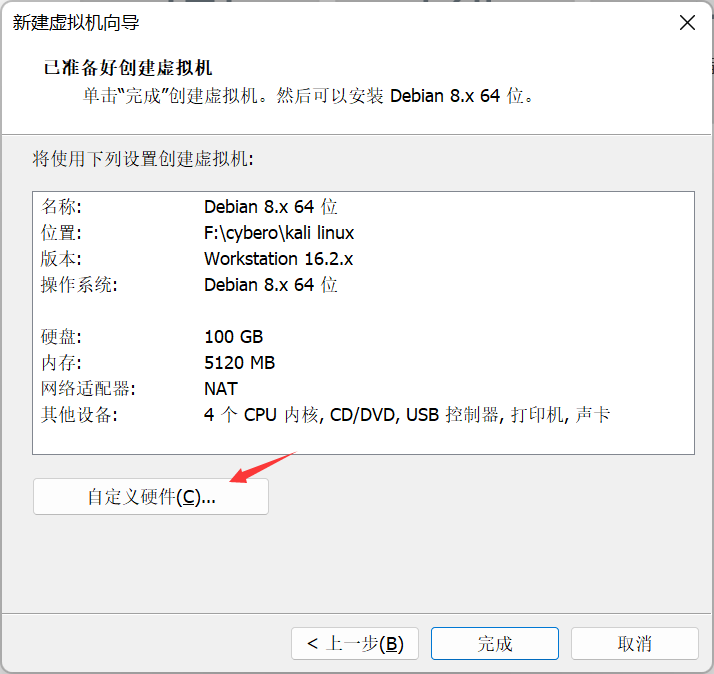 新建虚拟机向导
已准备好创建虚拟机
单击“完成”创建虚拟机。然后可以安装 Debian 8.x 64 位。
将使用下列设置创建虚拟机:
名称: Debian 8.x 64 位
位置: F:\cybero\kali linux
版本: Workstation 16.2.x
操作系统: Debian 8.x 64 位
硬盘: 100 GB
内存: 5120 MB
网络适配器: NAT
其他设备: 4 个 CPU 内核, CD/DVD, USB 控制器, 打印机, 声卡
自定义硬件(C)...
< 上一步(B) 完成 取消